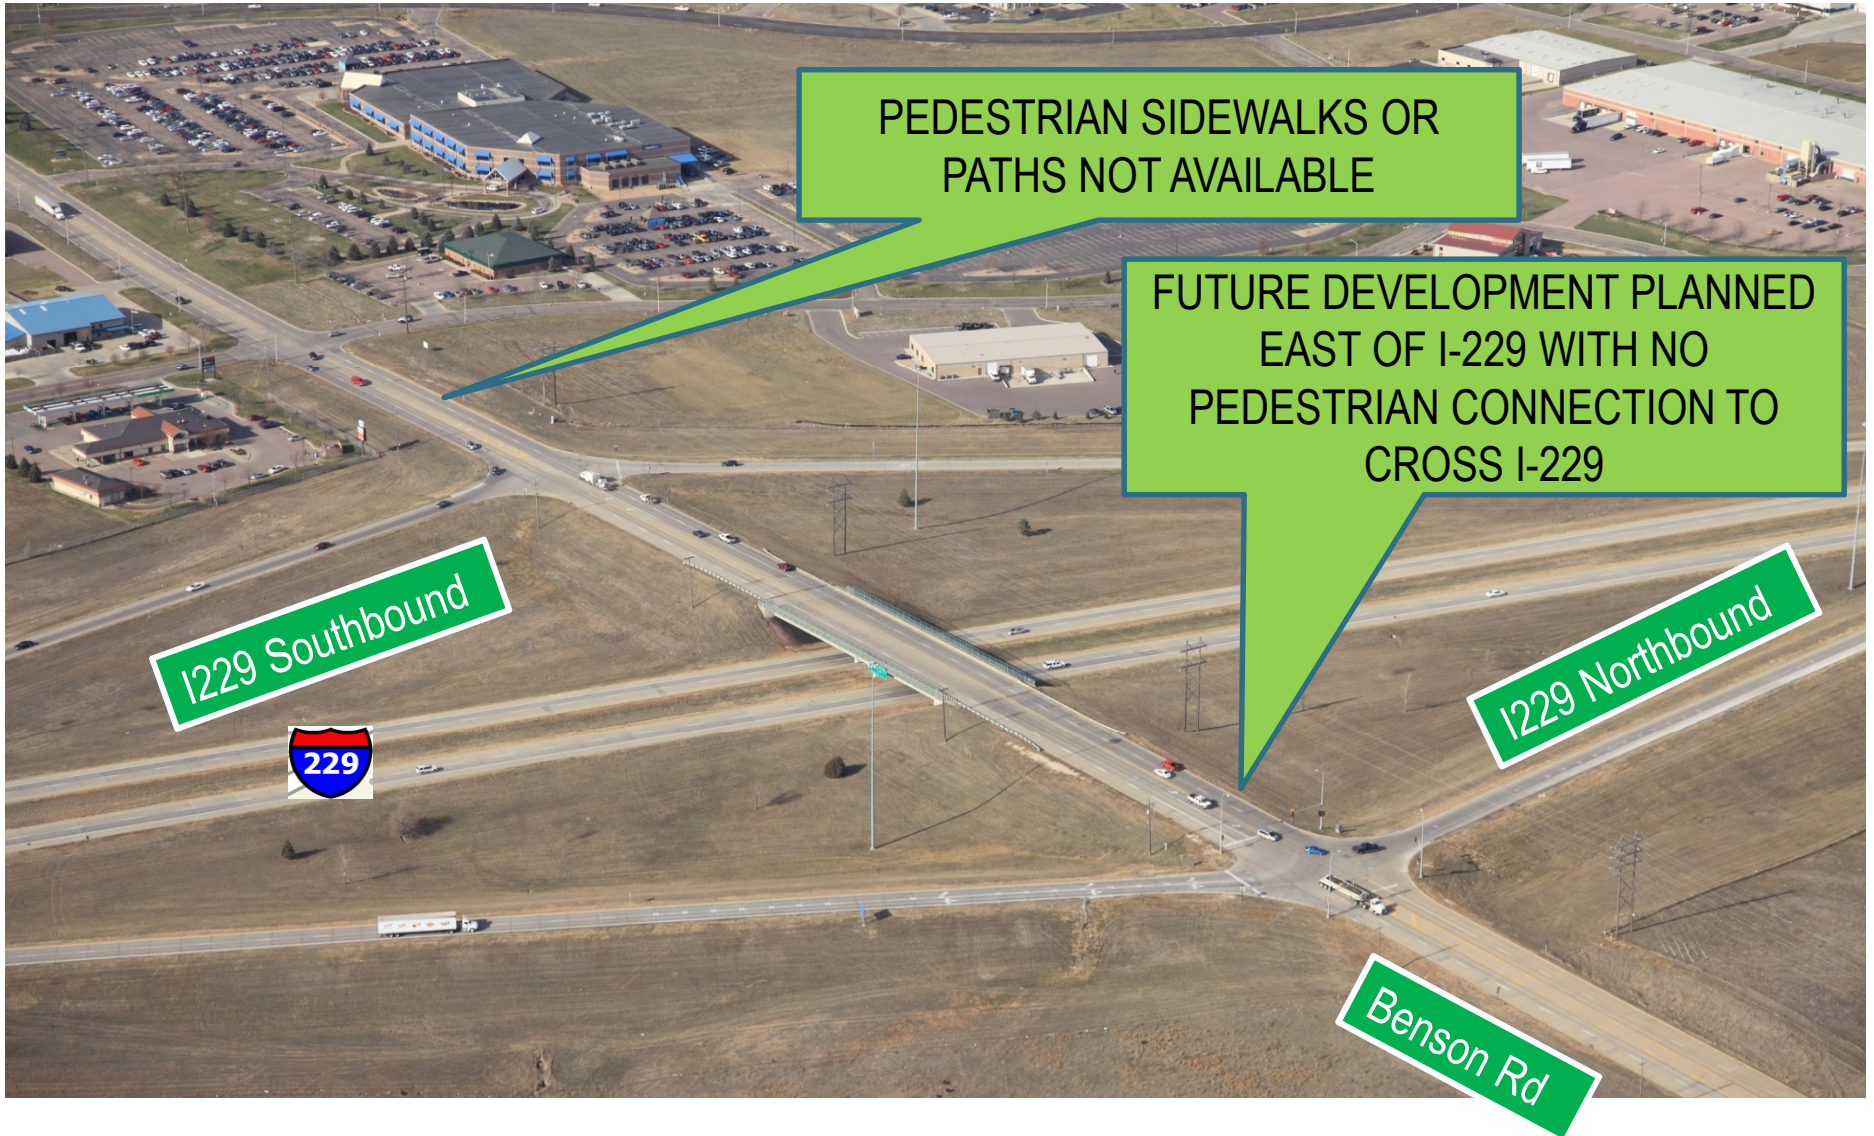 PEDESTRIAN SIDEWALKS OR
PATHS NOT AVAILABLE
FUTURE DEVELOPMENT PLANNED
EAST OF I-229 WITH NO
PEDESTRIAN CONNECTION TO
CROSS I-229
I229 Southbound
I229 Northbound
229
Benson Rd